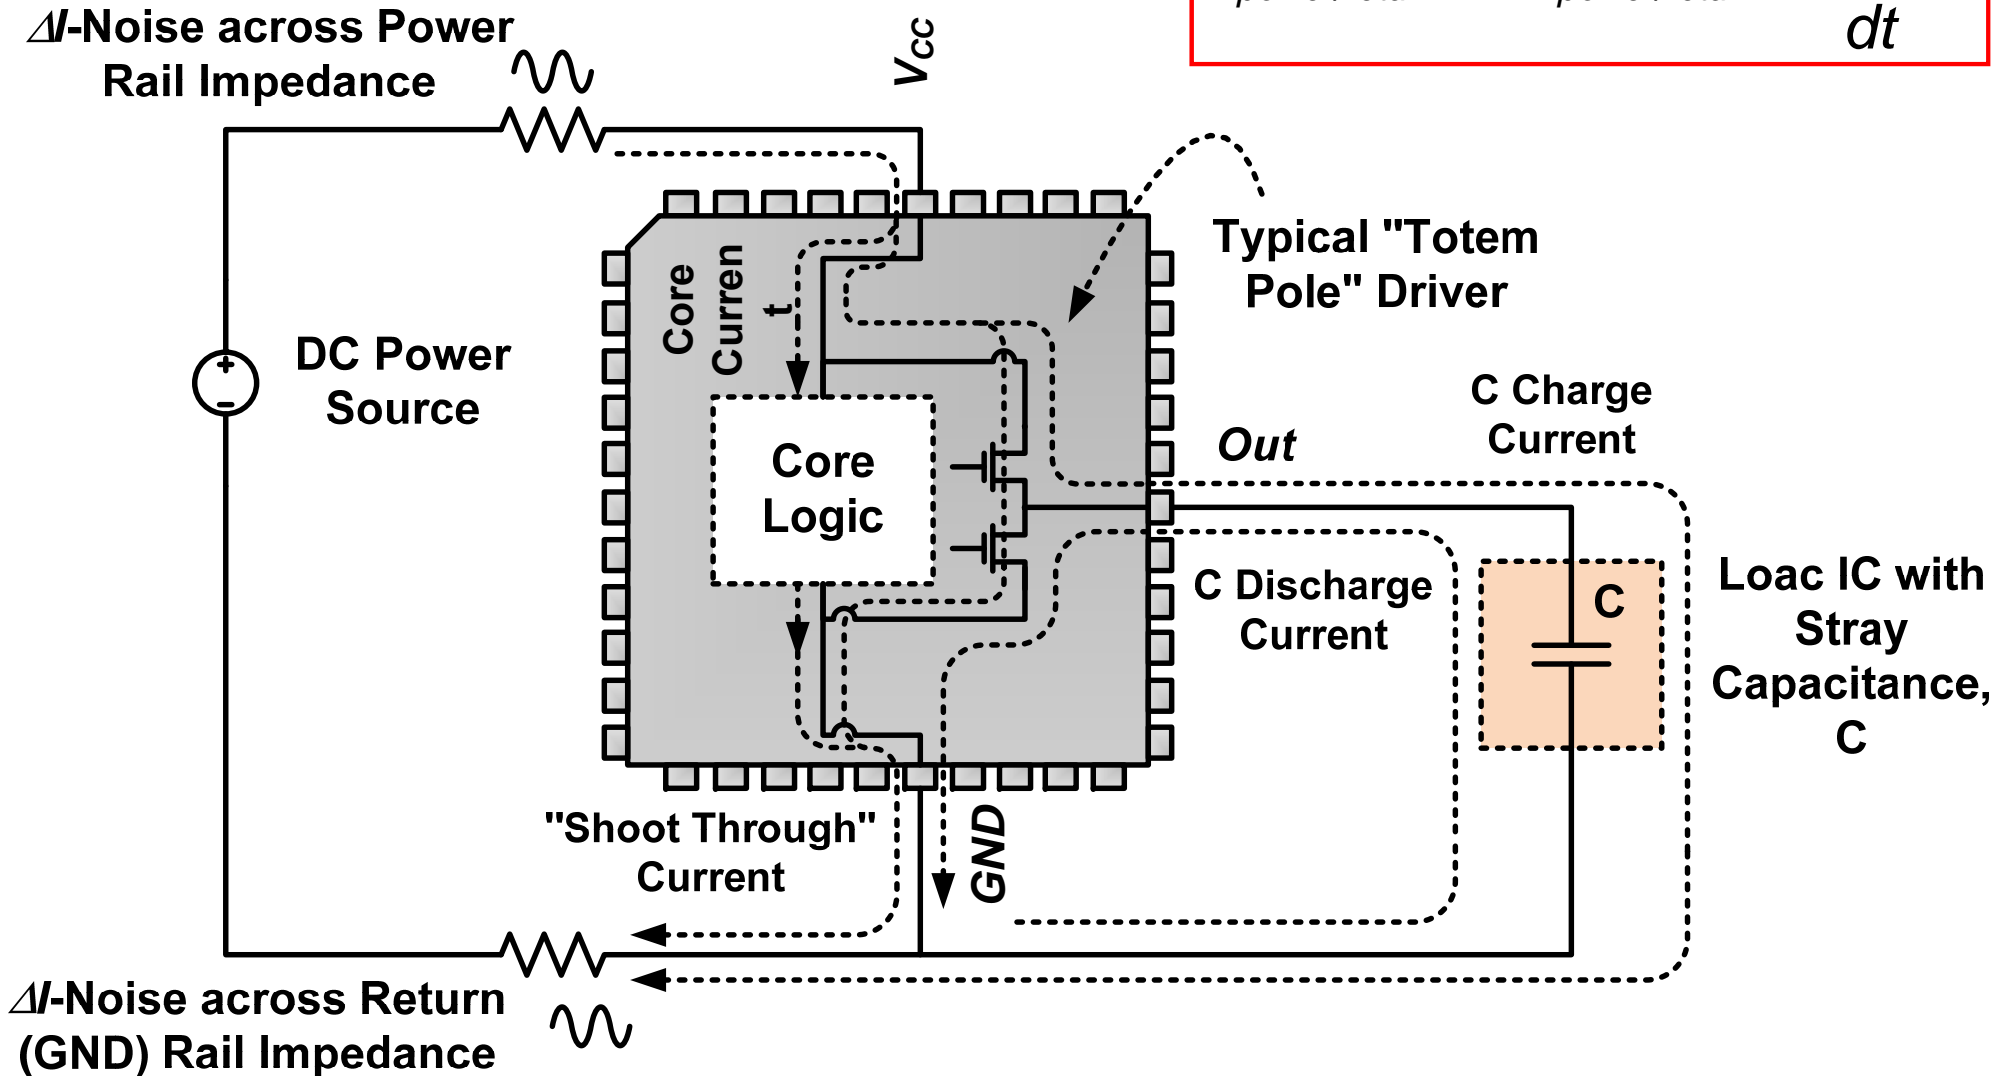 ΔI-Noise across Power
Rail Impedance
VCC
dt
Typical "Totem
Pole" Driver
Core
Curren
t
DC Power
Source
C Charge
Current
Out
Core
Logic
C Discharge
Current
C
Loac IC with
Stray
Capacitance,
C
"Shoot Through"
Current
GND
ΔI-Noise across Return
(GND) Rail Impedance